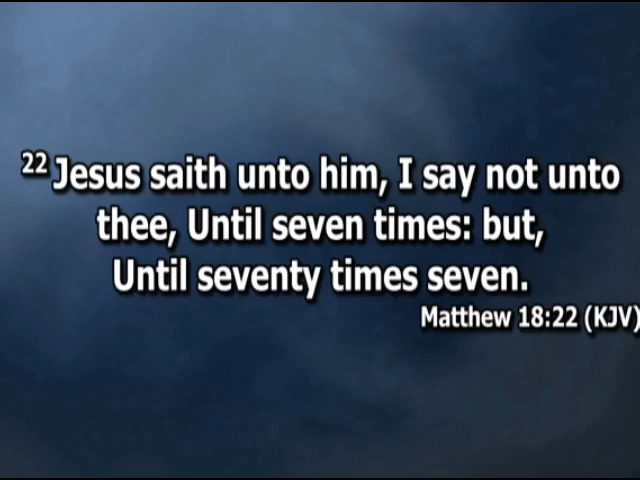 22 Jesus saith unto him, I say not unto
thee, Until seven times: but,
Until seventy times seven.
Matthew 18:22 (KJV)